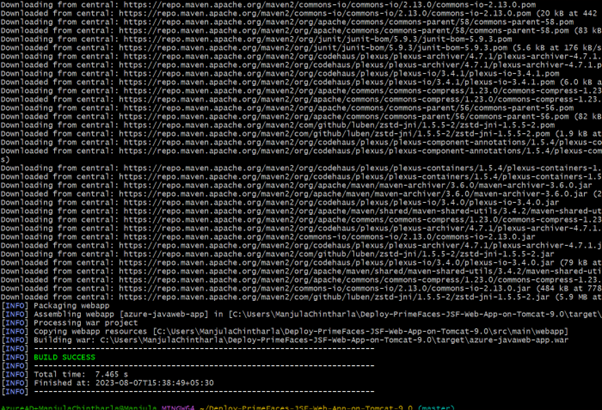 Downloading from central: https://repo.maven.apache.org/maven2/commons-io/commons-io/2.13.0/commons-io-2.13.0.pom
Downloaded from central: https://repo.maven.apache.org/maven2/commons-io/commons-io/2.13.0/commons-io-2.13.0.pom (20 kB at 442
Downloading from central: https://repo.maven.apache.org/maven2/org/apache/commons/commons-parent/58/commons-parent-58.pom
Downloaded from central: https://repo.maven.apache.org/maven2/org/apache/commons/commons-parent/58/commons-parent-58.pom (83 kB
Downloading from central: https://repo.maven.apache.org/maven2/org/junit/junit-bom/5.9.3/junit-bom-5.9.3.pom
Downloaded from central: https://repo.maven.apache.org/maven2/org/junit/junit-bom/5.9.3/junit-bom-5.9.3.pom (5.6 kB at 176 kB/s
Downloading from central: https://repo.maven.apache.org/maven2/org/codehaus/plexus/plexus-archiver/4.7.1/plexus-archiver-4.7.1.
Downloaded from central: https://repo.maven.apache.org/maven2/org/codehaus/plexus/plexus-archiver/4.7.1/plexus-archiver-4.7.1.
Downloading from central: https://repo.maven.apache.org/maven2/org/codehaus/plexus/plexus-io/3.4.1/plexus-io-3.4.1.pom
Downloaded from central: https://repo.maven.apache.org/maven2/org/codehaus/plexus/plexus-io/3.4.1/plexus-io-3.4.1.pom (6.0 kB a
Downloading from central: https://repo.maven.apache.org/maven2/org/apache/commons/commons-compress/1.23.0/commons-compress-1.23
Downloaded from central: https://repo.maven.apache.org/maven2/org/apache/commons/commons-compress/1.23.0/commons-compress-1.23.
Downloading from central: https://repo.maven.apache.org/maven2/org/apache/commons/commons-parent/56/commons-parent-56.pom
Downloaded from central: https://repo.maven.apache.org/maven2/org/apache/commons/commons-parent/56/commons-parent-56.pom (82 kB
Downloading from central: https://repo.maven.apache.org/maven2/com/github/luben/zstd-jni/1.5.5-2/zstd-jni-1.5.5-2.pom
Downloaded from central: https://repo.maven.apache.org/maven2/com/github/luben/zstd-jni/1.5.5-2/zstd-jni-1.5.5-2.pom (1.9 kB at
Downloading from central: https://repo.maven.apache.org/maven2/org/codehaus/plexus/plexus-component-annotations/1.5.4/plexus-co
Downloaded from central: https://repo.maven.apache.org/maven2/org/codehaus/plexus/plexus-component-annotations/1.5.4/plexus-com
s)
Downloading from central: https://repo.maven.apache.org/maven2/org/codehaus/plexus/plexus-containers/1.5.4/plexus-containers-1.
Downloaded from central: https://repo.maven.apache.org/maven2/org/codehaus/plexus/plexus-containers/1.5.4/plexus-containers-1.5
Downloading from central: https://repo.maven.apache.org/maven2/org/apache/maven/maven-archiver/3.6.0/maven-archiver-3.6.0.jar
Downloaded from central: https://repo.maven.apache.org/maven2/org/apache/maven/maven-archiver/3.6.0/maven-archiver-3.6.0.jar (2
Downloading from central: https://repo.maven.apache.org/maven2/org/codehaus/plexus/plexus-io/3.4.0/plexus-io-3.4.0.jar
Downloading from central: https://repo.maven.apache.org/maven2/org/apache/maven/shared/maven-shared-utils/3.4.2/maven-shared-ut
Downloading from central: https://repo.maven.apache.org/maven2/org/apache/commons/commons-compress/1.23.0/commons-compress-1.23
Downloading from central: https://repo.maven.apache.org/maven2/org/codehaus/plexus/plexus-archiver/4.7.1/plexus-archiver-4.7.1.
Downloading from central: https://repo.maven.apache.org/maven2/commons-io/commons-io/2.13.0/commons-io-2.13.0.jar
Downloaded from central: https://repo.maven.apache.org/maven2/org/codehaus/plexus/plexus-archiver/4.7.1/plexus-archiver-4.7.1.j
Downloading from central: https://repo.maven.apache.org/maven2/com/github/luben/zstd-jni/1.5.5-2/zstd-jni-1.5.5-2.jar
Downloaded from central: https://repo.maven.apache.org/maven2/org/codehaus/plexus/plexus-io/3.4.0/plexus-io-3.4.0.jar (79 kB at
Downloaded from central: https://repo.maven.apache.org/maven2/org/apache/maven/shared/maven-shared-utils/3.4.2/maven-shared-uti
Downloaded from central: https://repo.maven.apache.org/maven2/org/apache/commons/commons-compress/1.23.0/commons-compress-1.23.
Downloaded from central: https://repo.maven.apache.org/maven2/commons-io/commons-io/2.13.0/commons-io-2.13.0.jar (484 kB at 778
Downloaded from central: https://repo.maven.apache.org/maven2/com/github/luben/zstd-jni/1.5.5-2/zstd-jni-1.5.5-2.jar (5.9 MB at
[INFO] Packaging webapp
[INFO] Assembling webapp [azure-javaweb-app] in [C:\Users\ManjulaChintharla\Deploy-PrimeFaces-JSF-Web-App-on-Tomcat-9.0\target\
[INFO] Processing war project
[INFO] Copying webapp resources [C:\Users\ManjulaChintharla\Deploy-PrimeFaces-JSF-Web-App-on-Tomcat-9.0\src\main\webapp]
[INFO] Building war: C:\Users\ManjulaChintharla\Deploy-PrimeFaces-JSF-Web-App-on-Tomcat-9.0\target\azure-javaweb-app.war
[INFO] ------------------------------------------------------------------------
[INFO] BUILD SUCCESS
[INFO] ------------------------------------------------------------------------
[INFO] Total time:  7.465 s
[INFO] Finished at: 2023-08-07T15:38:49+05:30
[INFO] ------------------------------------------------------------------------
AzureAD+ManjulaChintharla@Manjula MINGW64 ~/Deploy-PrimeFaces-JSF-Web-App-on-Tomcat-9.0 (master)